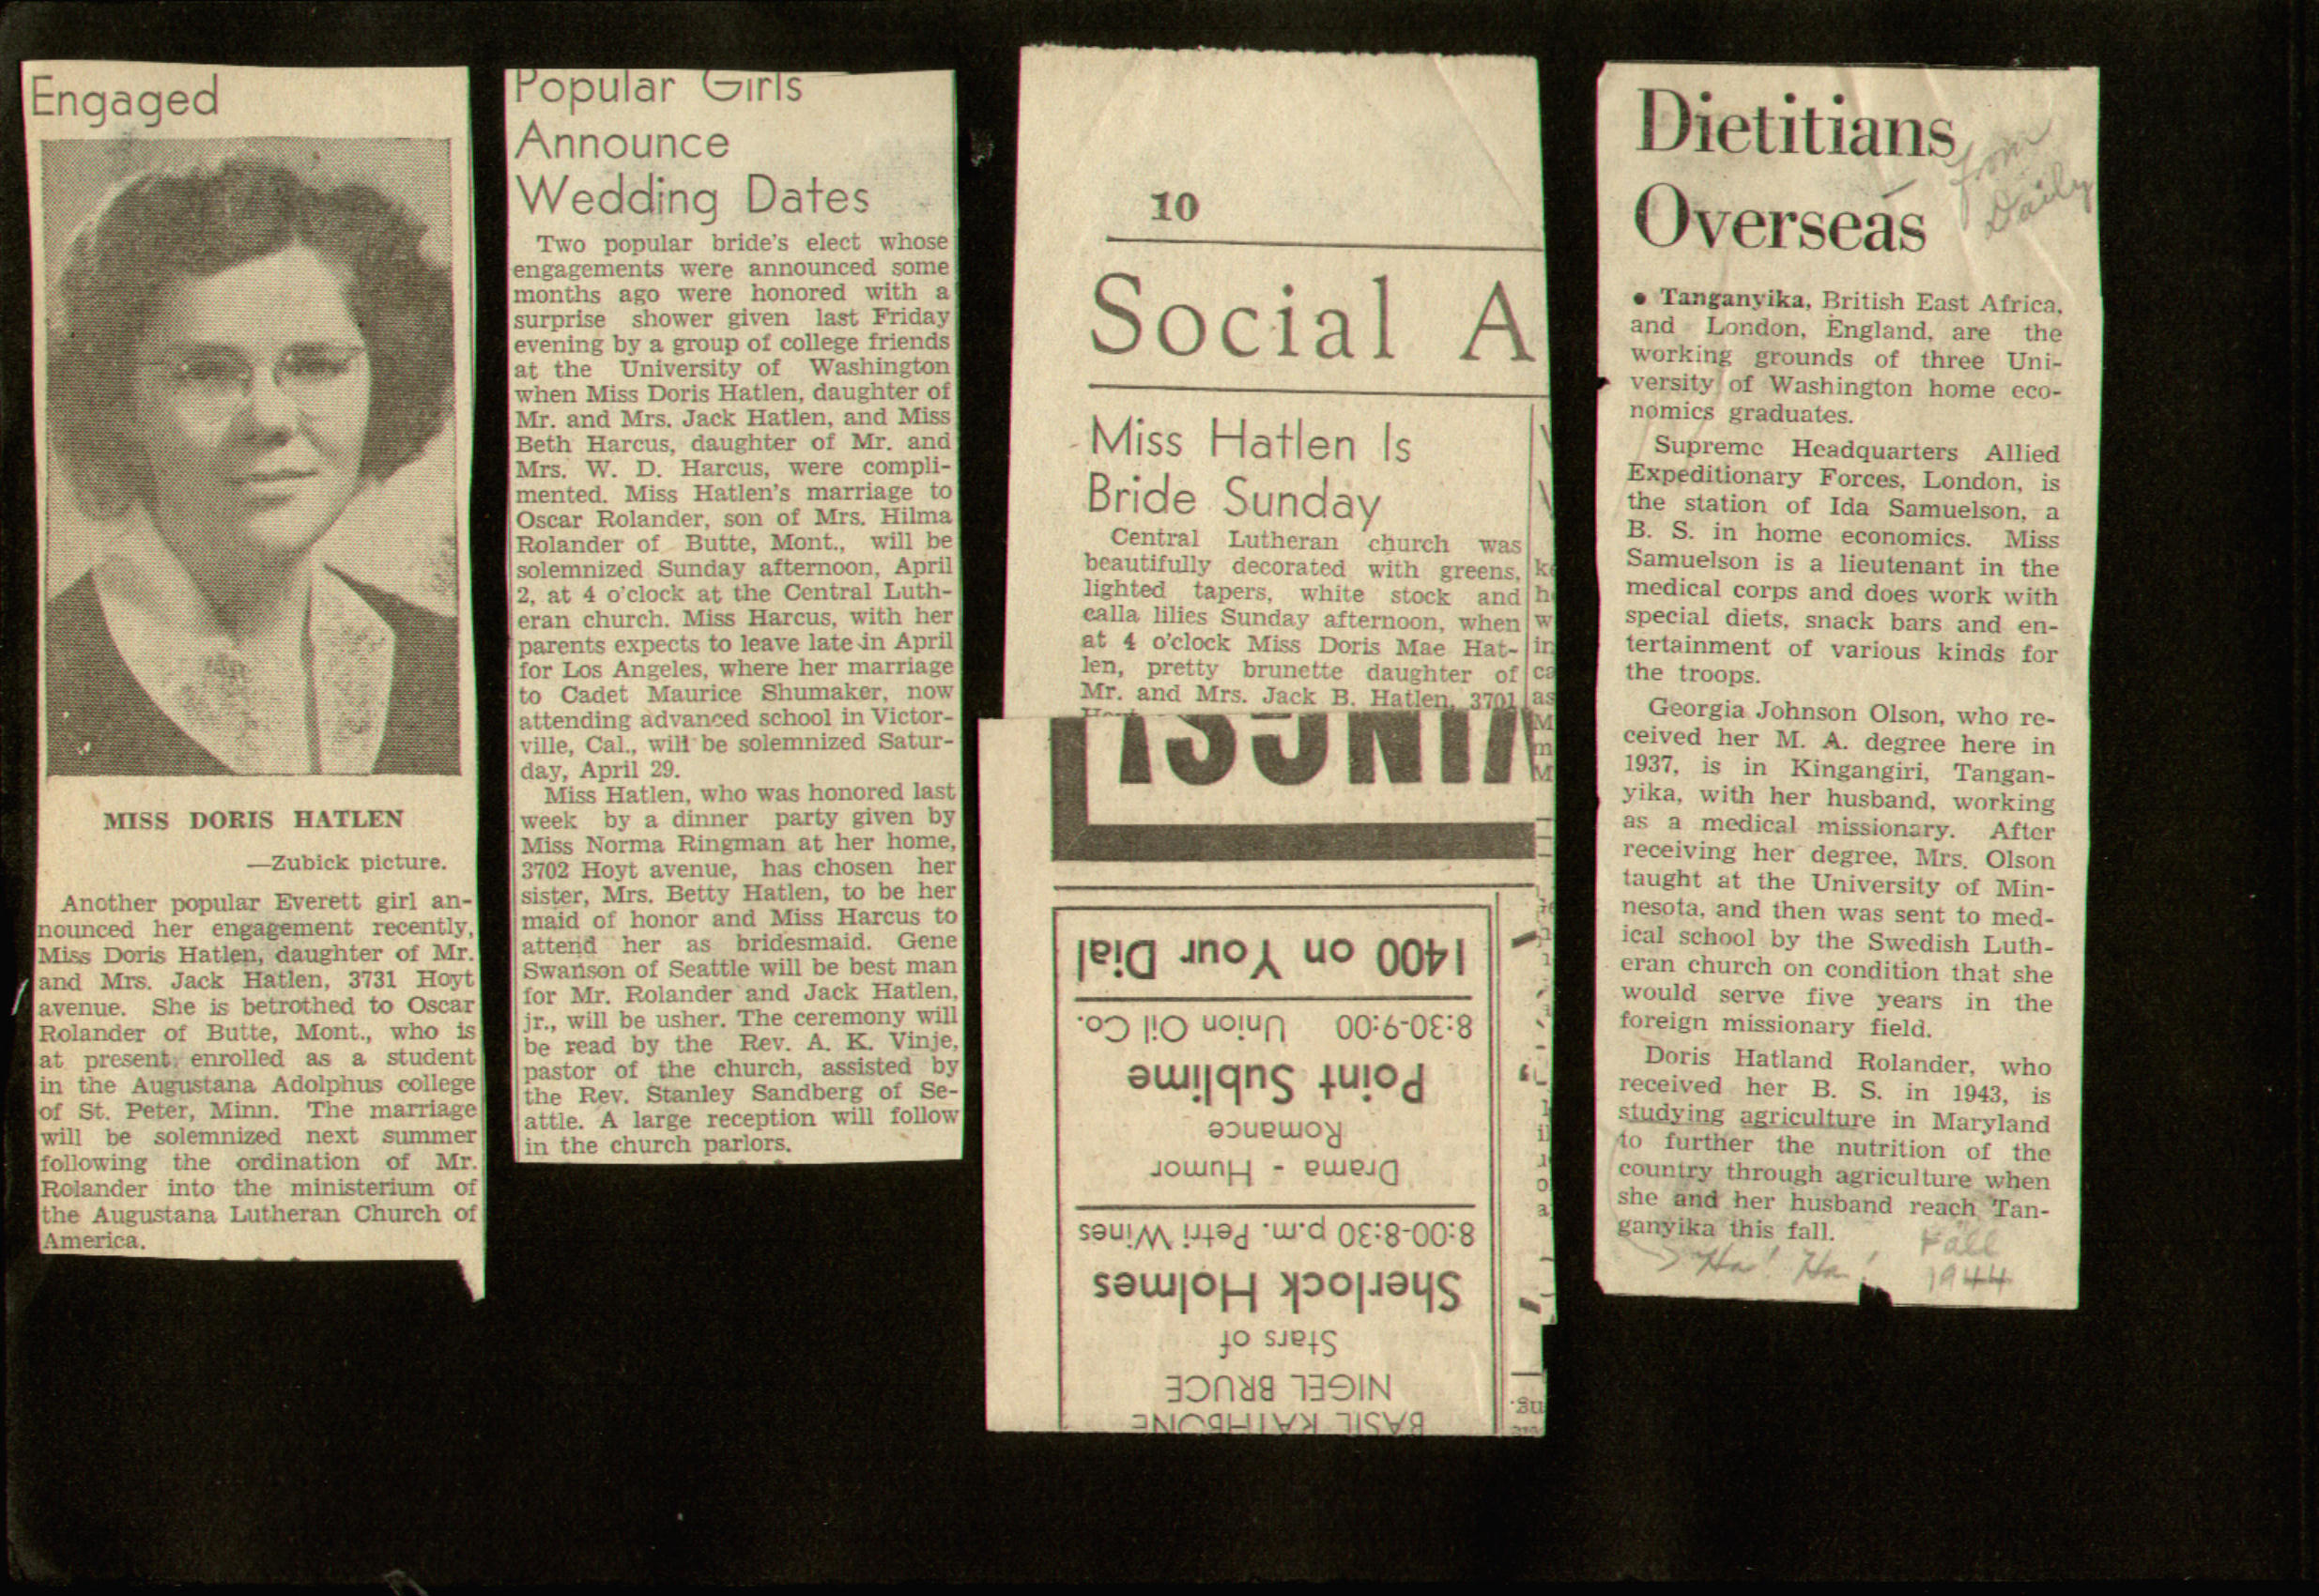 Engaged
MISS DORIS HATLEN
—Zubick picture.
Another popular Everett girl an-
nounced her engagement recently,
Miss Doris Hatlen, daughter of Mr.
and Mrs. Jack Hatlen, 3731 Hoyt
avenue. She is betrothed to Oscar
Rolander of Butte, Mont., who is
at present, enrolled as a student
in the Augustana Adolphus college
of St. Peter, Minn. The marriage
will be solemnized next summer
following the ordination of Mr.
Rolander into the ministerium of
the Augustana Lutheran Church of
America.
Popular Girls
Announce
Wedding Dates
Two popular bride's elect whose
engagements were announced some
months ago were honored with a
surprise shower given last Friday
evening by a group of college friends
at the University of Washington
when Miss Doris Hatlen, daughter of
Mr. and Mrs. Jack Hatlen, and Miss
Beth Harcus, daughter of Mr. and
Mrs. W. D. Harcus, were compli-
mented. Miss Hatlen's marriage to
Oscar Rolander, son of Mrs. Hilma
Rolander of Butte, Mont., will be
solemnized Sunday afternoon, April
2, at 4 o'clock at the Central Luth-
eran church. Miss Harcus, with her
parents expects to leave late in April
for Los Angeles, where her marriage
to Cadet Maurice Shumaker, now
attending advanced school in Victor-
ville, Cal., will be solemnized Satur-
day, April 29.
Miss Hatlen, who was honored last
week by a dinner party given by
Miss Norma Ringman at her home,
3702 Hoyt avenue, has chosen her
sister, Mrs. Betty Hatlen, to be her
maid of honor and Miss Harcus to
attend her as bridesmaid. Gene
Swanson of Seattle will be best man
for Mr. Rolander and Jack Hatlen,
jr., will be usher. The ceremony will
be read by the Rev. A. K. Vinje,
pastor of the church, assisted by
the Rev. Stanley Sandberg of Se-
attle. A large reception will follow
in the church parlors.
10
Social A
Miss Hatlen Is
Bride Sunday
Central Lutheran church was
beautifully decorated with greens,
lighted tapers, white stock and
calla lilies Sunday afternoon, when
at 4 o'clock Miss Doris Mae Hat-
len, pretty brunette daughter of
Mr. and Mrs. Jack B. Hatlen, 3701
BASIL RATHBONE
NIGEL BRUCE
Stars of
Sherlock Holmes
8:00-8:30 p.m. Petri Wines
Drama - Humor
Romance
Point Sublime
8:30-9:00 Union Oil Co.
1400 on Your Dial
Dietitians
Overseas
from
Daily
• Tanganyika, British East Africa,
and London, England, are the
working grounds of three Uni-
versity of Washington home eco-
nomics graduates.
Supreme Headquarters Allied
Expeditionary Forces, London, is
the station of Ida Samuelson, a
B. S. in home economics. Miss
Samuelson is a lieutenant in the
medical corps and does work with
special diets, snack bars and en-
tertainment of various kinds for
the troops.
Georgia Johnson Olson, who re-
ceived her M. A. degree here in
1937, is in Kingangiri, Tangan-
yika, with her husband, working
as a medical missionary. After
receiving her degree, Mrs. Olson
taught at the University of Min-
nesota, and then was sent to med-
ical school by the Swedish Luth-
eran church on condition that she
would serve five years in the
foreign missionary field.
Doris Hatland Rolander, who
received her B. S. in 1943, is
studying agriculture in Maryland
to further the nutrition of the
country through agriculture when
she and her husband reach Tan-
ganyika this fall.
Ha! Ha!
Fall
1944